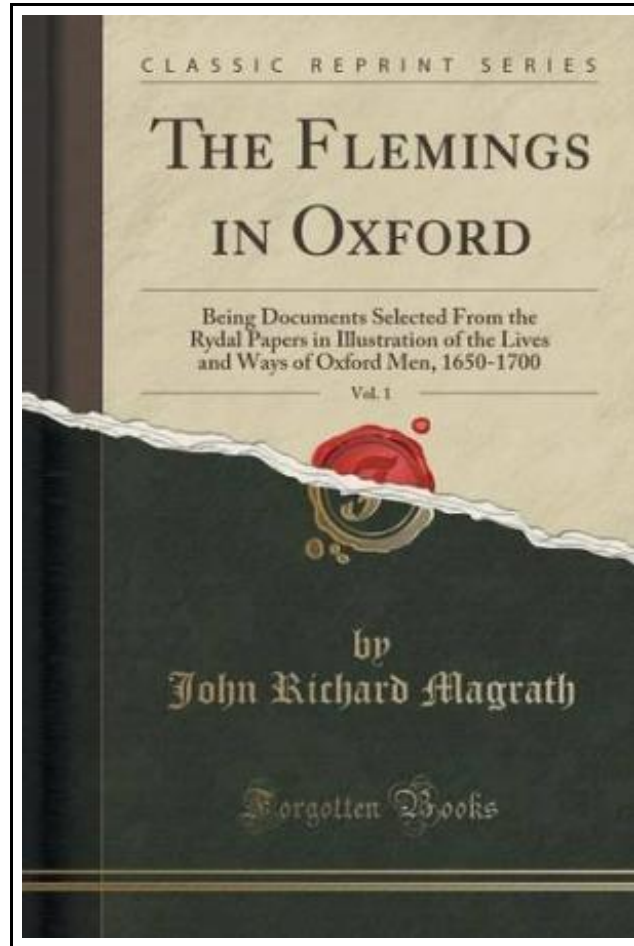 CLASSIC REPRINT SERIES
THE FLEMINGS
IN OXFORD
Being Documents Selected From the
Rydal Papers in Illustration of the Lives
and Ways of Oxford Men, 1650-1700
Vol. 1
by
John Richard Magrath
Forgotten Books